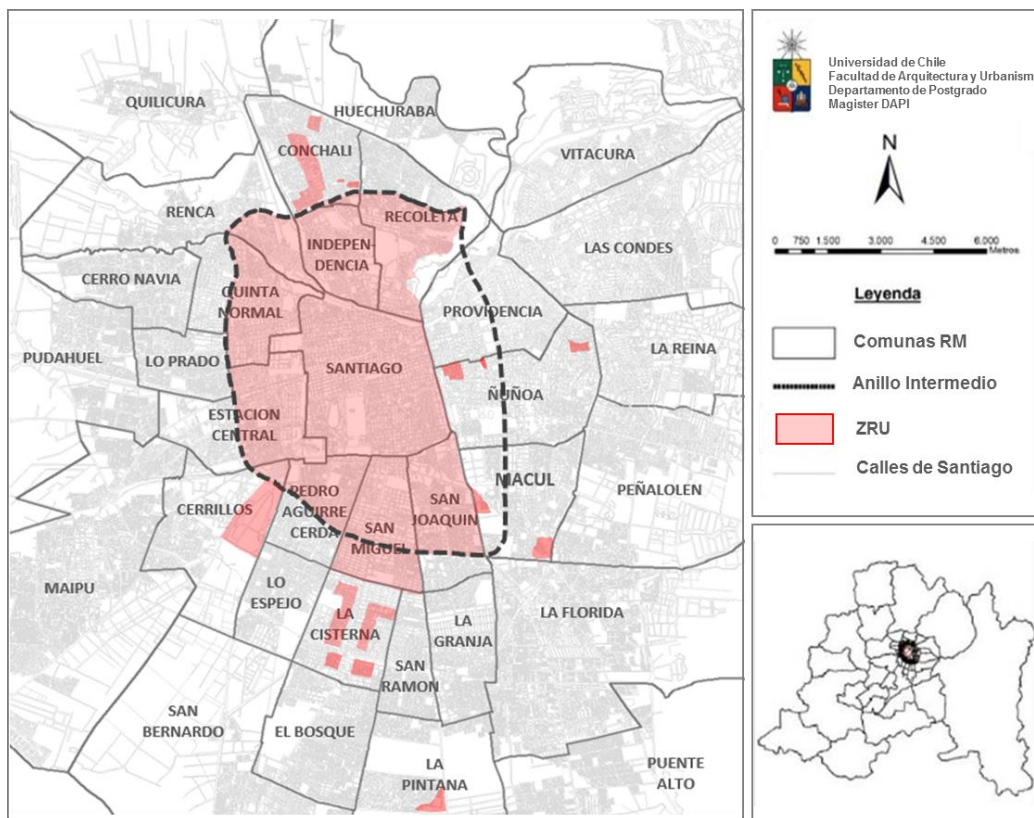 QUILICURA
HUECHURABA
CONCHALI
VITACURA
RENCA
RECOLETA
INDEPEN-
DENCIA
LAS CONDES
CERRO NAVIA
QUINTA
NORMAL
PROVIDENCIA
PUDAHUEL
LO PRADO
SANTIAGO
LA REINA
ÑUÑOA
ESTACION
CENTRAL
MACUL
PEÑALOLEN
CERRILLOS
PEDRO
AGUIRRE
CERDA
SAN
JOAQUIN
SAN
MIGUEL
MAIPU
LO
ESPEJO
LA
CISTERNA
LA
GRANJA
LA FLORIDA
SAN
RAMON
SAN
BERNARDO
EL BOSQUE
LA
PINTANA
PUENTE
ALTO
Universidad de Chile
Facultad de Arquitectura y Urbanism
Departamento de Postgrado
Magister DAPI
N
0 750 1.500 3.000 4.500 6.000
Metros
Leyenda
Comunas RM
Anillo Intermedio
ZRU
Calles de Santiago